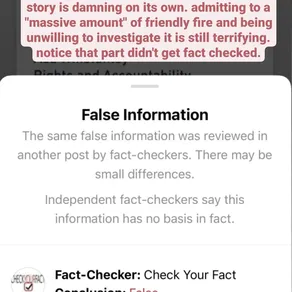 story is damning on its own. admitting to a
"massive amount" of friendly fire and being
unwilling to investigate it is still terrifying.
notice that part didn't get fact checked.
Rights and Accountability
False Information
The same false information was reviewed in
another post by fact-checkers. There may be
small differences.
Independent fact-checkers say this
information has no basis in fact.
Fact-Checker: Check Your Fact
Conclusion: False